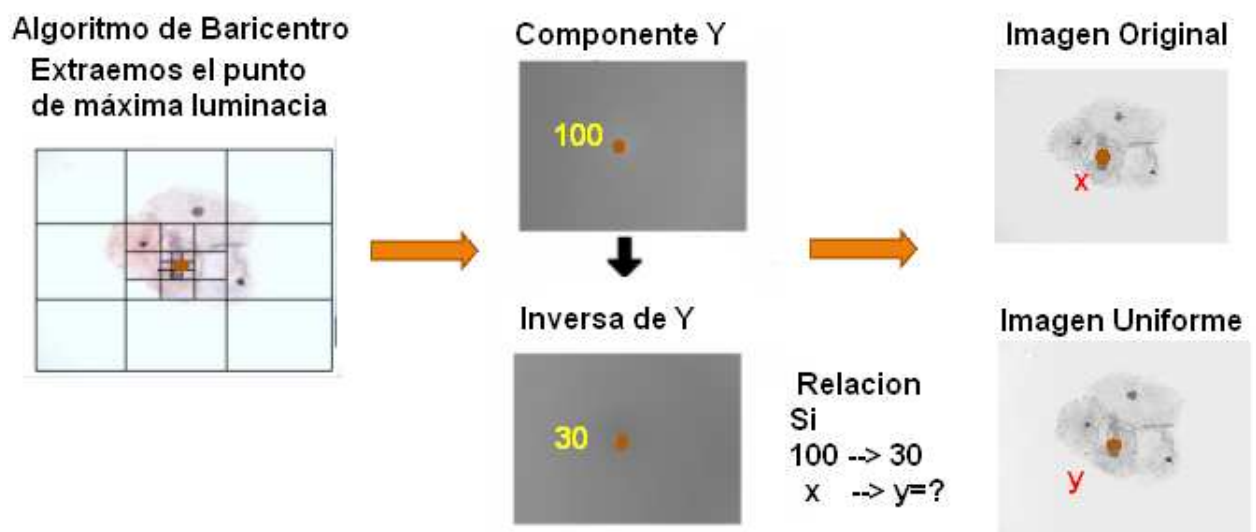 Algoritmo de Baricentro
Extraemos el punto
de máxima luminacia
Componente Y
100
Inversa de Y
30
Relacion
Si
100 --> 30
x --> y=?
Imagen Original
x
Imagen Uniforme
y